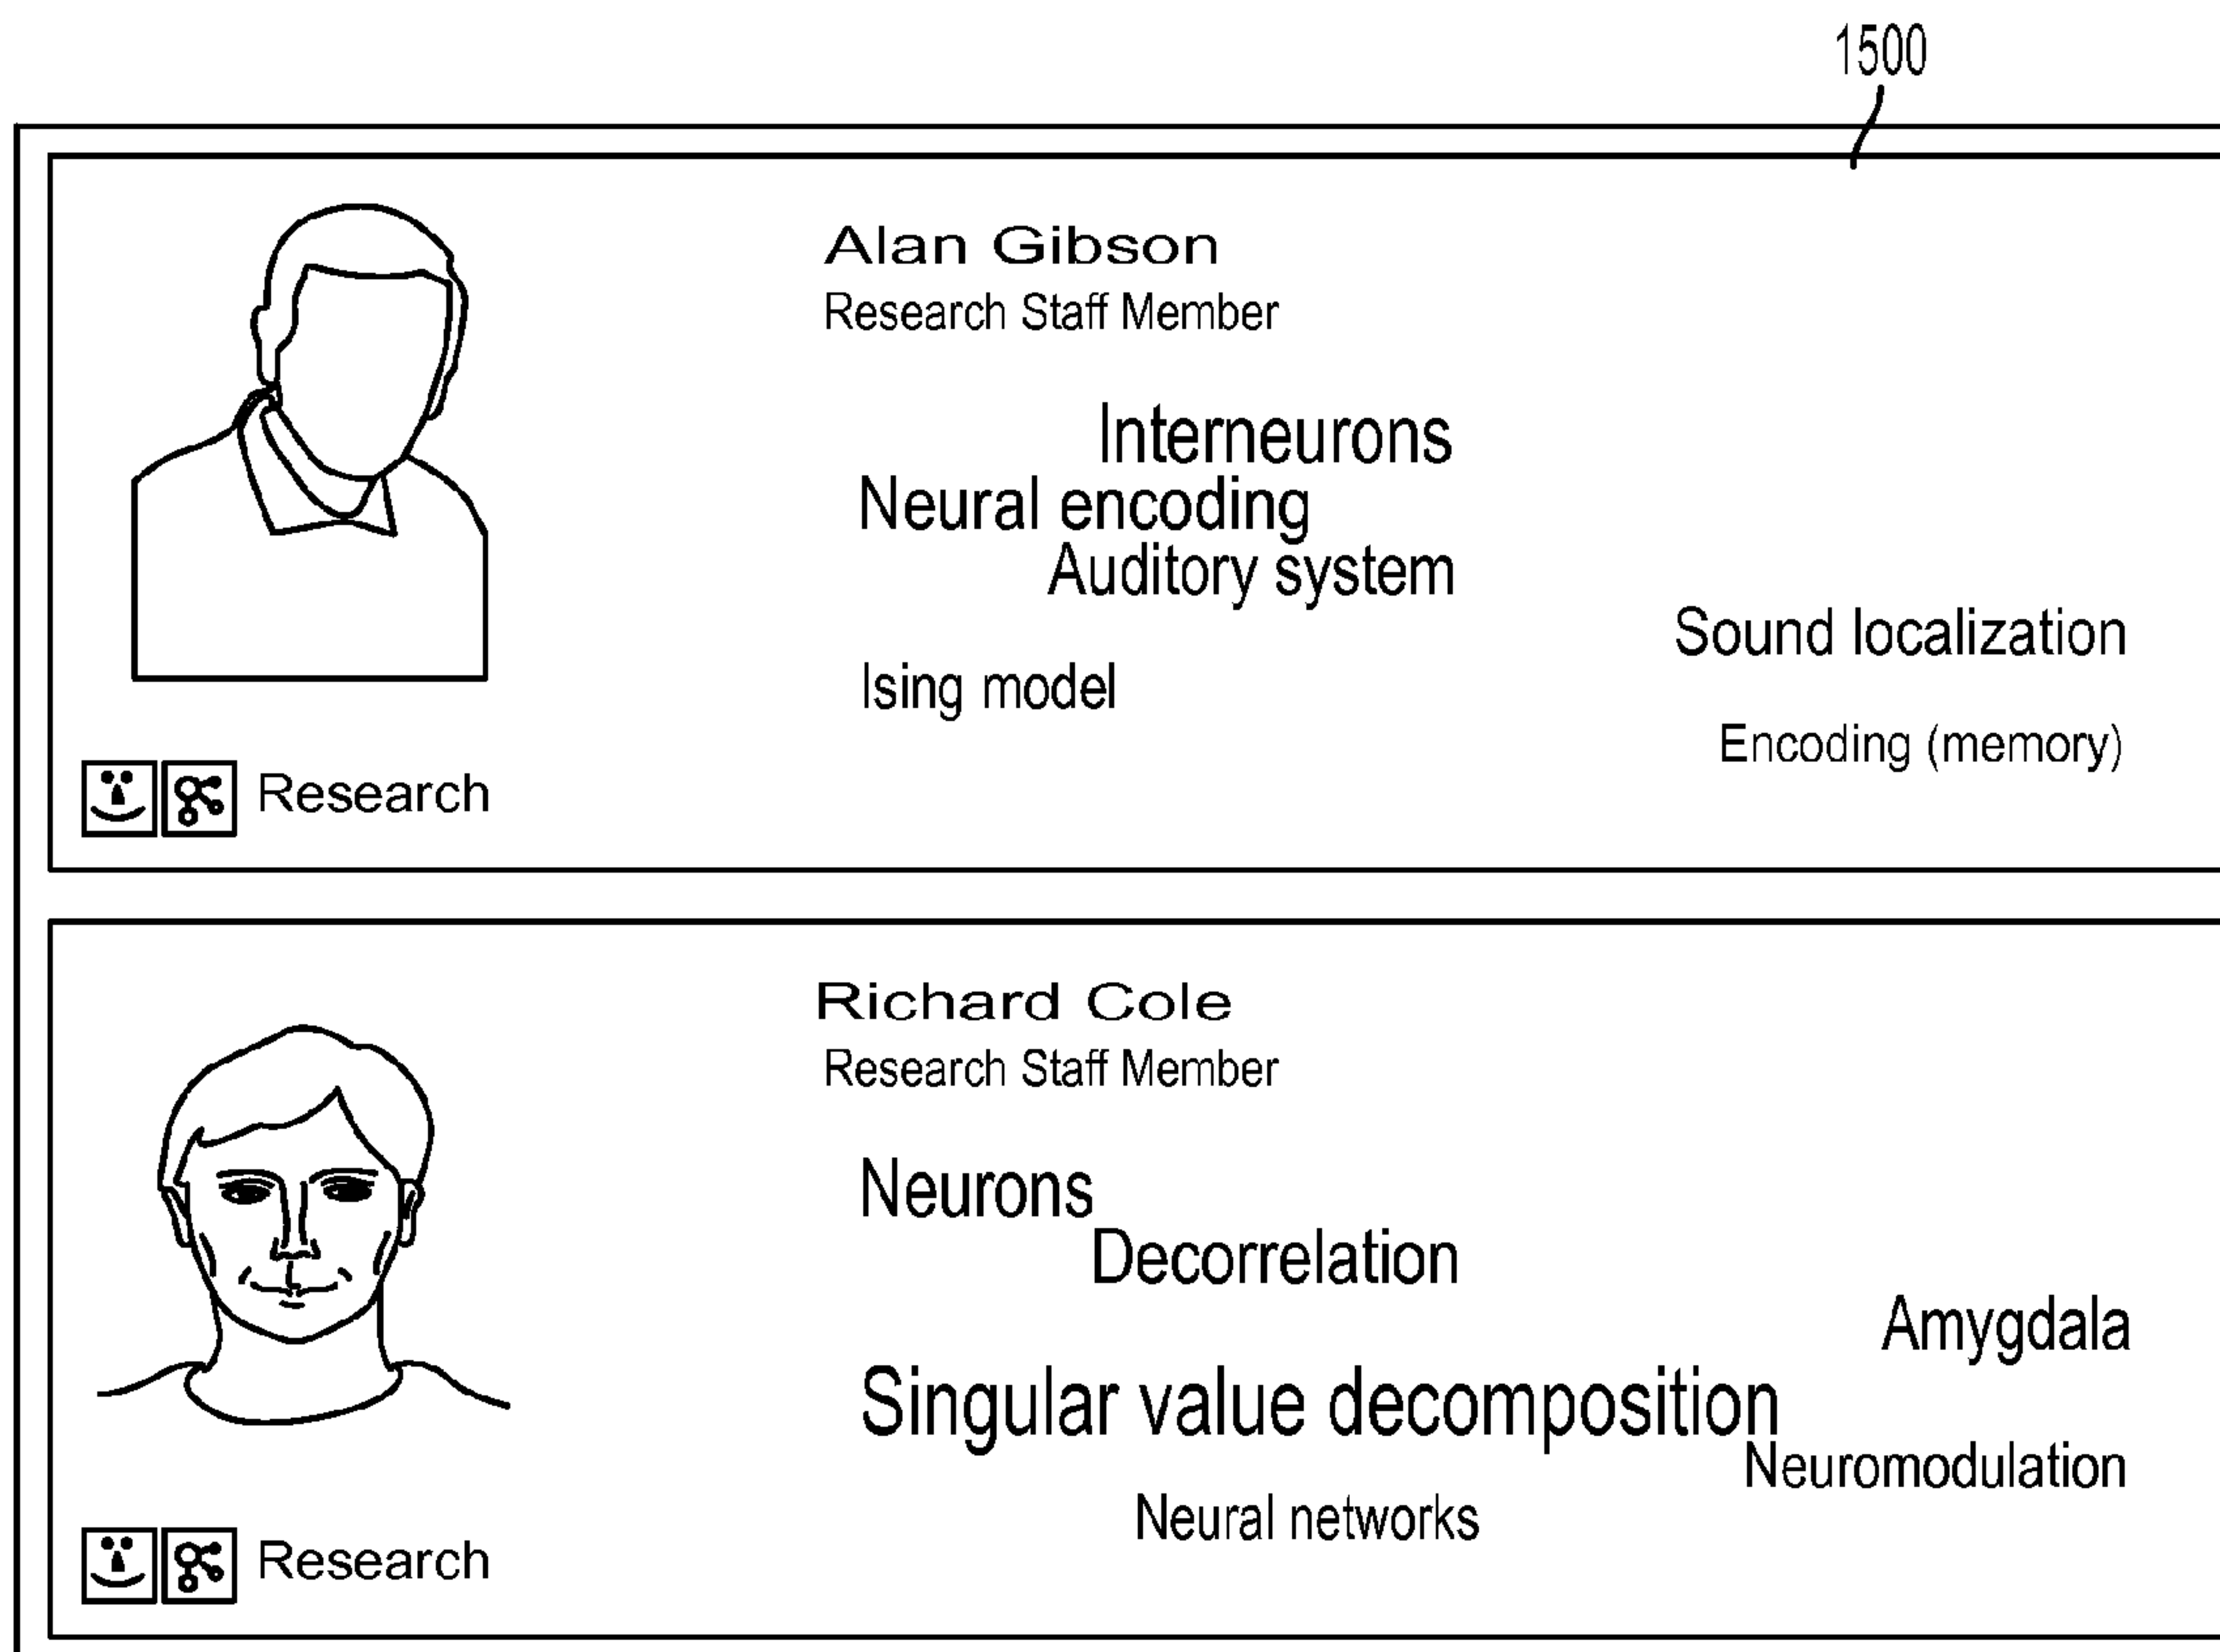 1500
Alan Gibson
Research Staff Member
Interneurons
Neural encoding
Auditory system
Sound localization
Ising model
Encoding (memory)
Research
Richard Cole
Research Staff Member
Neurons
Decorrelation
Amygdala
Singular value decomposition
Neuromodulation
Neural networks
Research